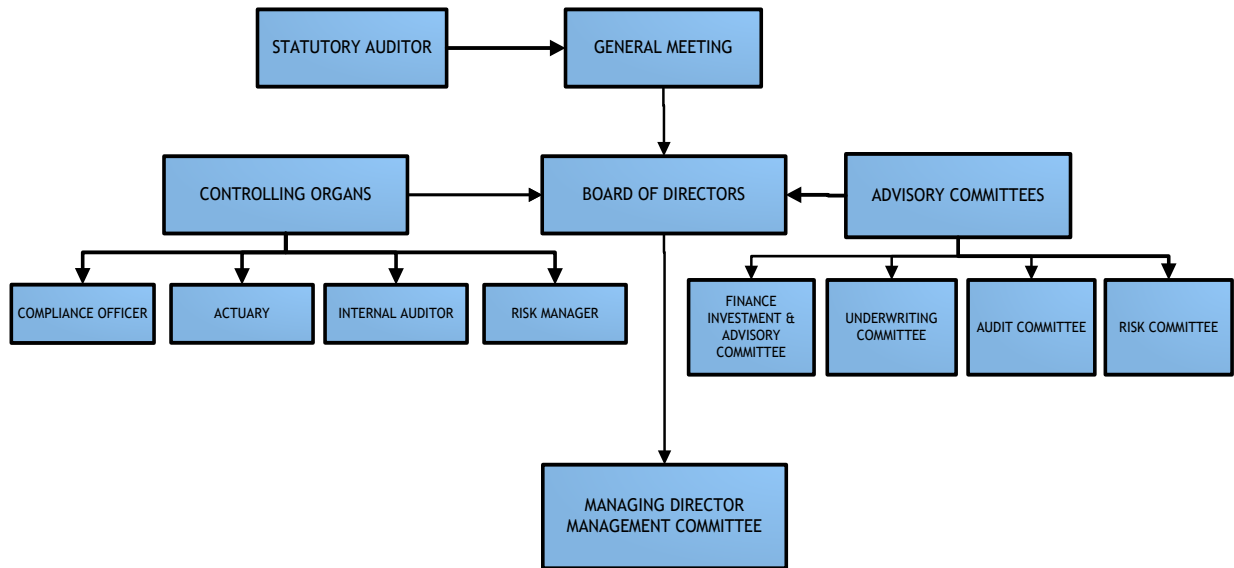 STATUTORY AUDITOR
GENERAL MEETING
CONTROLLING ORGANS
BOARD OF DIRECTORS
ADVISORY COMMITTEES
COMPLIANCE OFFICER
ACTUARY
INTERNAL AUDITOR
RISK MANAGER
FINANCE
INVESTMENT &
ADVISORY
COMMITTEE
UNDERWRITING
COMMITTEE
AUDIT COMMITTEE
RISK COMMITTEE
MANAGING DIRECTOR
MANAGEMENT COMMITTEE